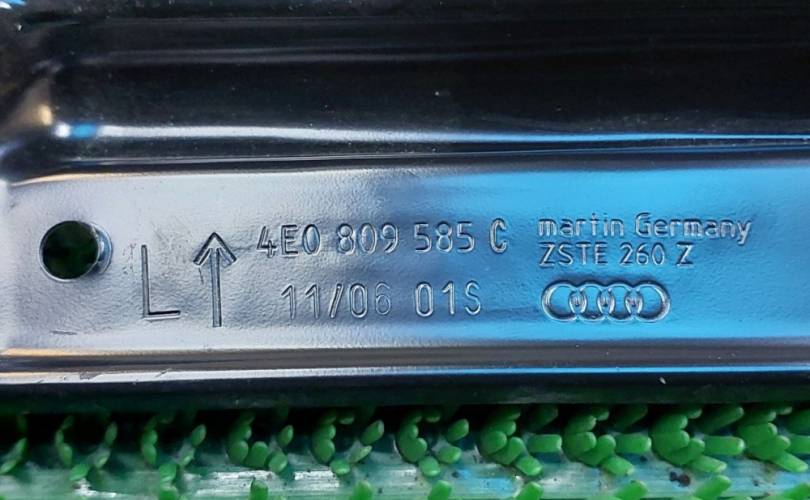 L ↑ 4E0 809 585 C
11/06 01S
martin Germany
ZSTE 260 Z